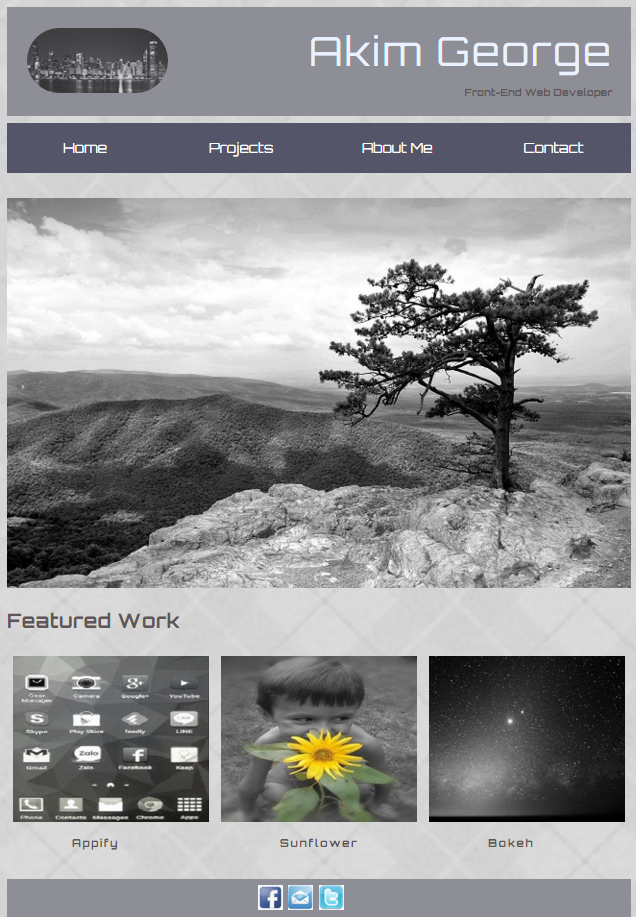 Akim George
Front-End Web Developer
Home Projects About Me Contact
Featured Work
Gear Manager Camera Google+ YouTube
Skype Play Store feedly LINE
Zalo
Gmail Zalo Facebook Keep
Phone Contacts Messages Chrome Apps
Appify Sunflower Bokeh